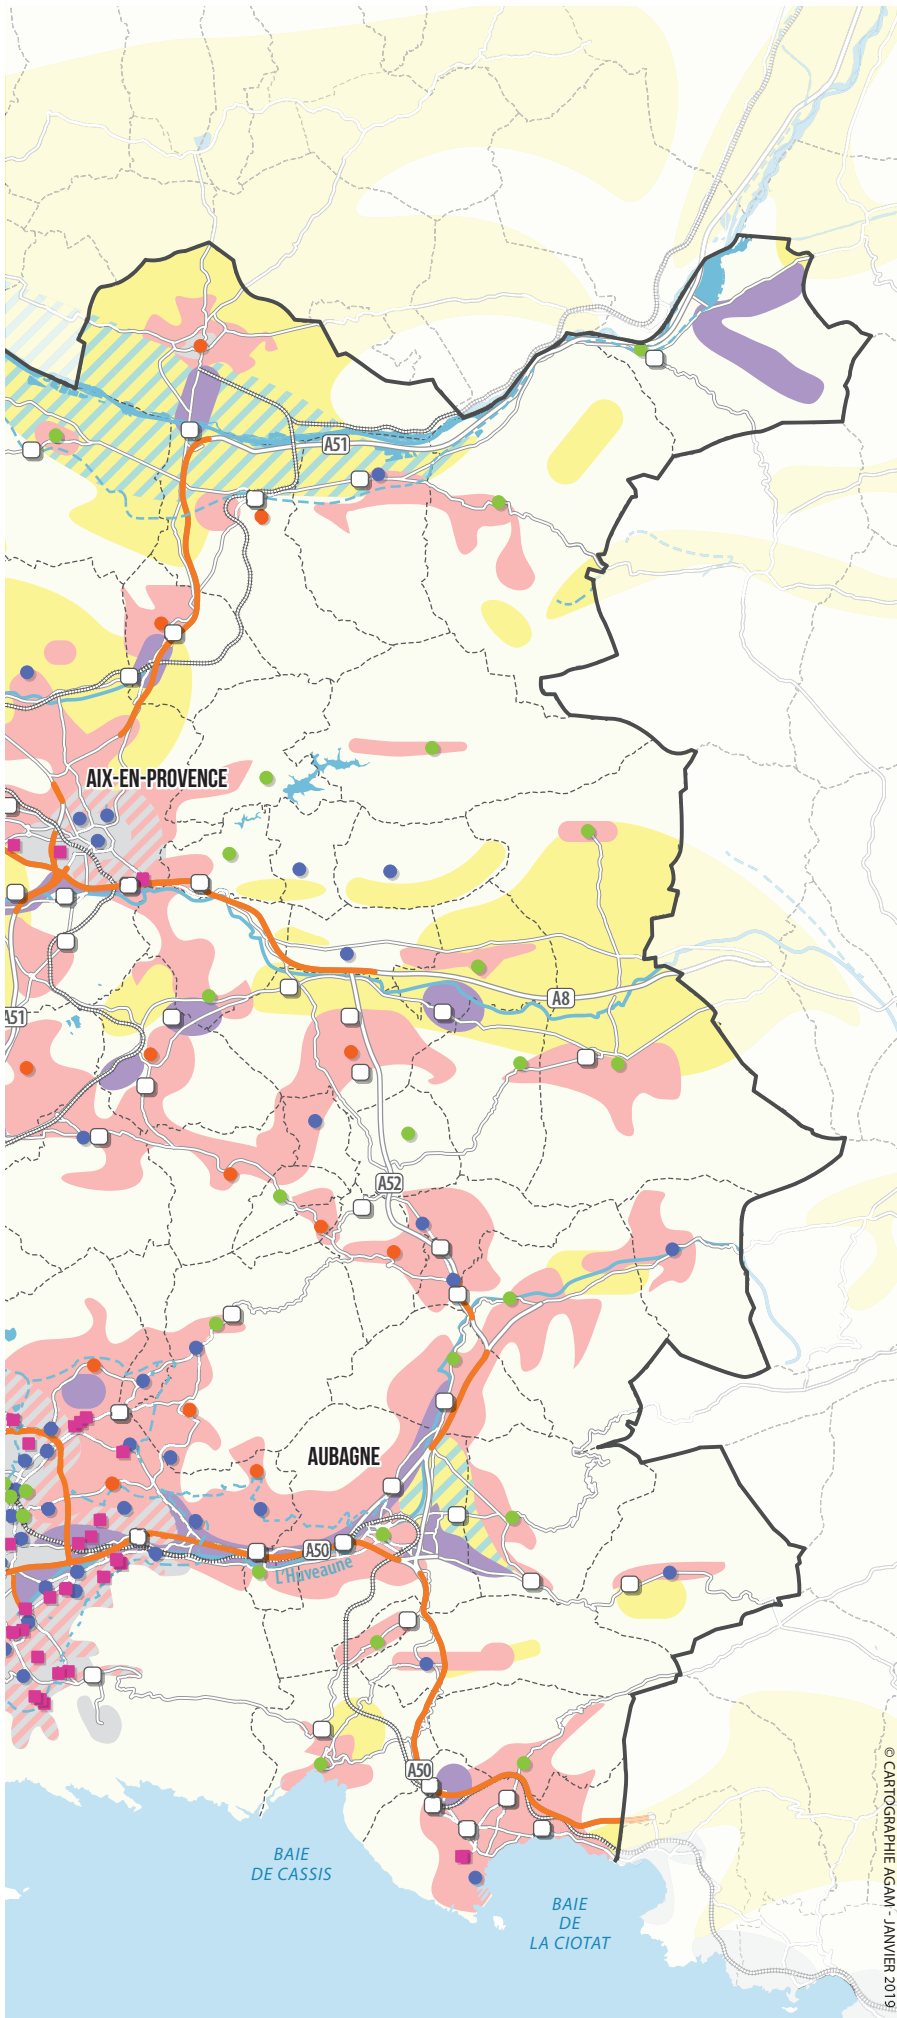 A51
AIX-EN-PROVENCE
A8
A51
A52
AUBAGNE
A50
L'Huveaune
A50
BAIE
DE CASSIS
BAIE
DE
LA CIOTAT
© CARTOGRAPHIE AGAM - JANVIER 2019